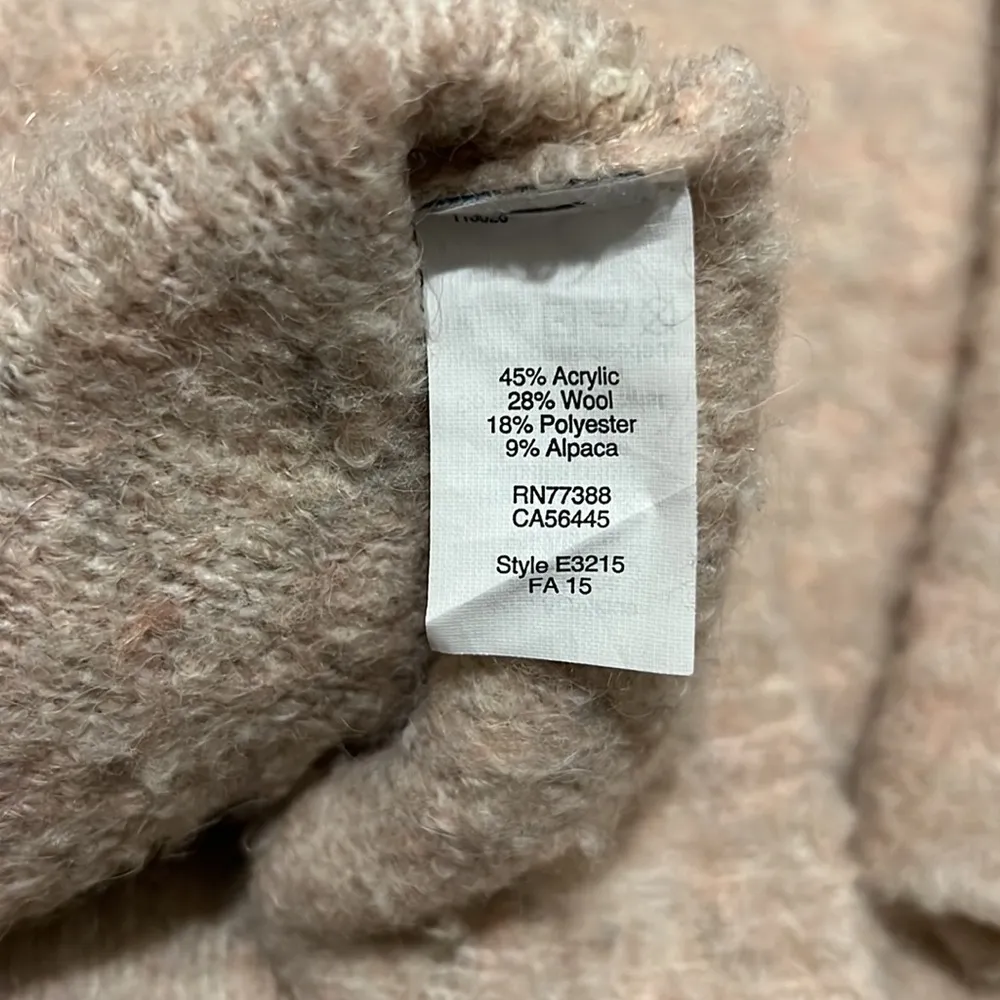 45% Acrylic
28% Wool
18% Polyester
9% Alpaca
RN77388
CA56445
Style E3215
FA 15